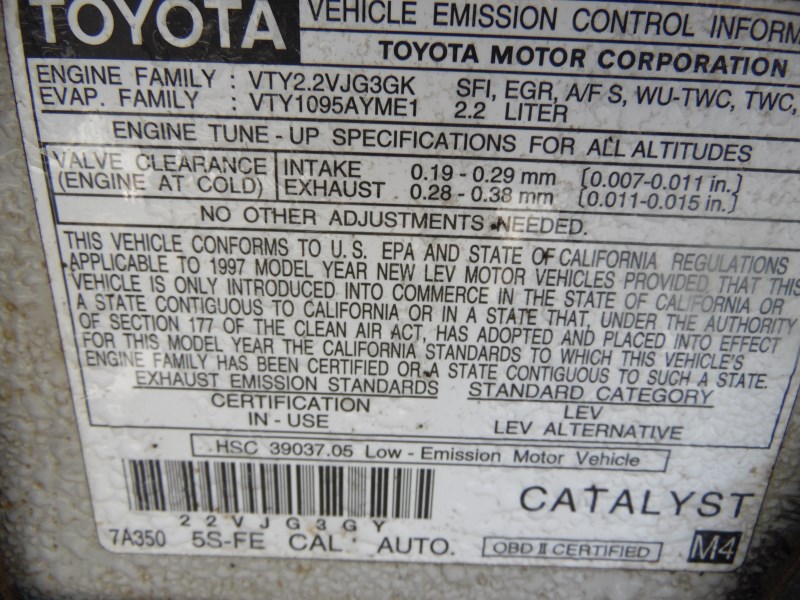 TOYOTA VEHICLE EMISSION CONTROL INFORM
TOYOTA MOTOR CORPORATION
ENGINE FAMILY : VTY2.2VJG3GK SFI, EGR, A/F S, WU-TWC, TWC,
EVAP. FAMILY : VTY1095AYME1 2.2 LITER
ENGINE TUNE-UP SPECIFICATIONS FOR ALL ALTITUDES
VALVE CLEARANCE INTAKE 0.19 - 0.29 mm [0.007-0.011 in.]
(ENGINE AT COLD) EXHAUST 0.28 - 0.38 mm [0.011-0.015 in.]
NO OTHER ADJUSTMENTS NEEDED.
THIS VEHICLE CONFORMS TO U.S. EPA AND STATE OF CALIFORNIA REGULATIONS
APPLICABLE TO 1997 MODEL YEAR NEW LEV MOTOR VEHICLES PROVIDED THAT THIS
VEHICLE IS ONLY INTRODUCED INTO COMMERCE IN THE STATE OF CALIFORNIA OR
A STATE CONTIGUOUS TO CALIFORNIA OR IN A STATE THAT, UNDER THE AUTHORITY
OF SECTION 177 OF THE CLEAN AIR ACT, HAS ADOPTED AND PLACED INTO EFFECT
FOR THIS MODEL YEAR THE CALIFORNIA STANDARDS TO WHICH THIS VEHICLE'S
ENGINE FAMILY HAS BEEN CERTIFIED OR A STATE CONTIGUOUS TO SUCH A STATE.
EXHAUST EMISSION STANDARDS STANDARD CATEGORY
CERTIFICATION LEV
IN - USE LEV ALTERNATIVE
HSC 39037.05 Low - Emission Motor Vehicle
CATALYST
22VJG3GY
7A350 5S-FE CAL AUTO. OBD II CERTIFIED M4